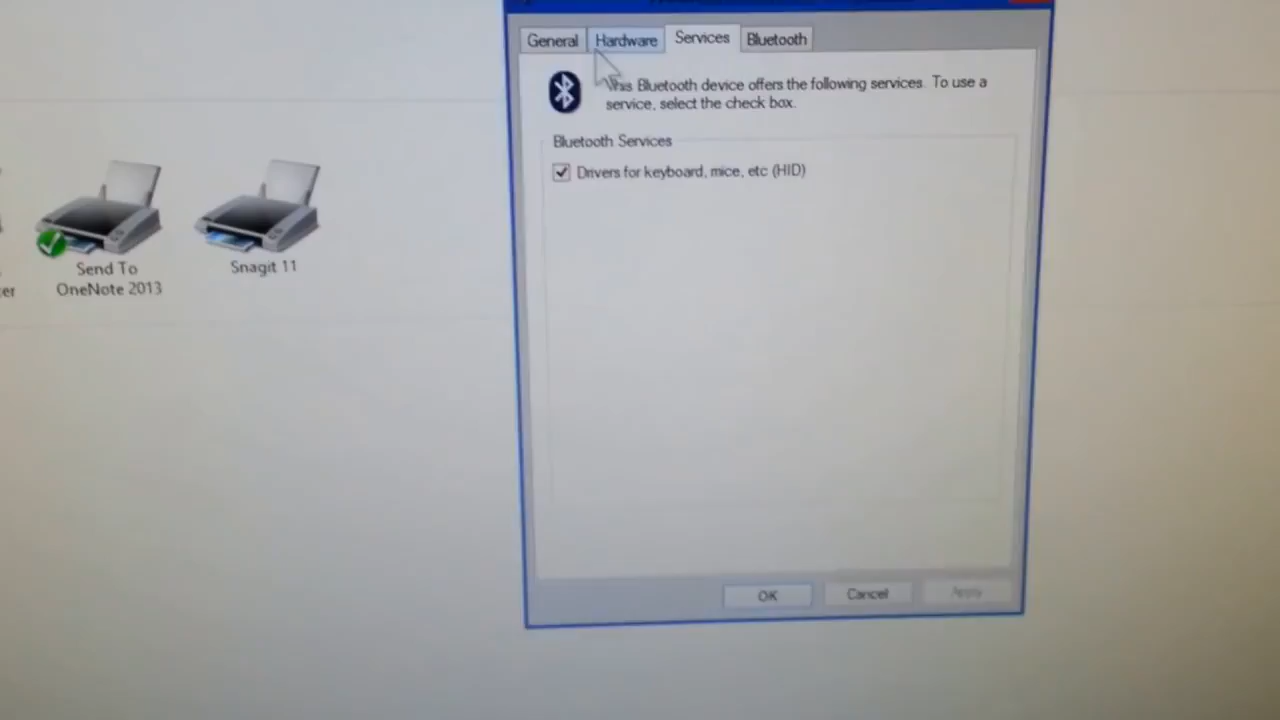 General
Hardware
Services
Bluetooth
This Bluetooth device offers the following services. To use a
service, select the check box.
Bluetooth Services
Drivers for keyboard, mice, etc (HID)
Send To
OneNote 2013
Snagit 11
er
OK
Cancel
Apply